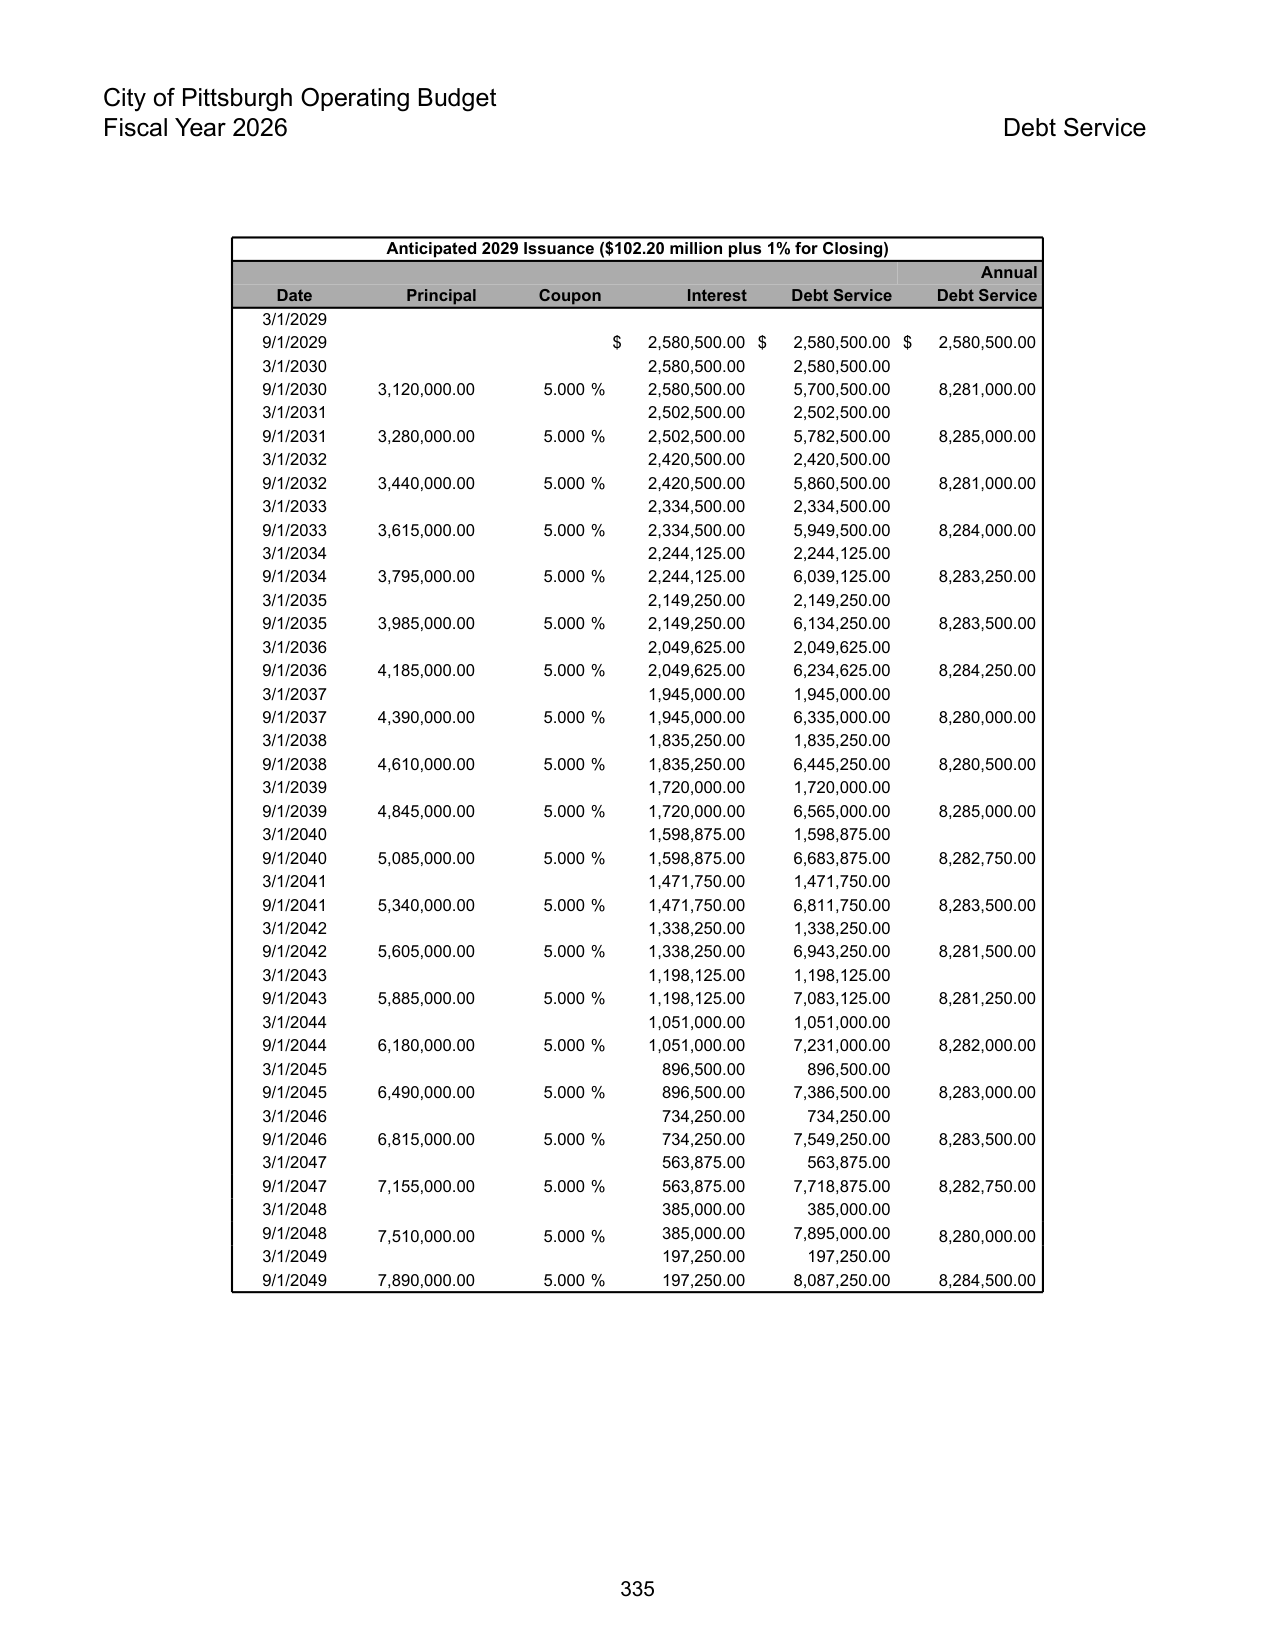 City of Pittsburgh Operating Budget
Fiscal Year 2026 Debt Service
Anticipated 2029 Issuance ($102.20 million plus 1% for Closing)
Annual
Date Principal Coupon Interest Debt Service Debt Service
3/1/2029
9/1/2029 $ 2,580,500.00 $ 2,580,500.00 $ 2,580,500.00
3/1/2030 2,580,500.00 2,580,500.00
9/1/2030 3,120,000.00 5.000 % 2,580,500.00 5,700,500.00 8,281,000.00
3/1/2031 2,502,500.00 2,502,500.00
9/1/2031 3,280,000.00 5.000 % 2,502,500.00 5,782,500.00 8,285,000.00
3/1/2032 2,420,500.00 2,420,500.00
9/1/2032 3,440,000.00 5.000 % 2,420,500.00 5,860,500.00 8,281,000.00
3/1/2033 2,334,500.00 2,334,500.00
9/1/2033 3,615,000.00 5.000 % 2,334,500.00 5,949,500.00 8,284,000.00
3/1/2034 2,244,125.00 2,244,125.00
9/1/2034 3,795,000.00 5.000 % 2,244,125.00 6,039,125.00 8,283,250.00
3/1/2035 2,149,250.00 2,149,250.00
9/1/2035 3,985,000.00 5.000 % 2,149,250.00 6,134,250.00 8,283,500.00
3/1/2036 2,049,625.00 2,049,625.00
9/1/2036 4,185,000.00 5.000 % 2,049,625.00 6,234,625.00 8,284,250.00
3/1/2037 1,945,000.00 1,945,000.00
9/1/2037 4,390,000.00 5.000 % 1,945,000.00 6,335,000.00 8,280,000.00
3/1/2038 1,835,250.00 1,835,250.00
9/1/2038 4,610,000.00 5.000 % 1,835,250.00 6,445,250.00 8,280,500.00
3/1/2039 1,720,000.00 1,720,000.00
9/1/2039 4,845,000.00 5.000 % 1,720,000.00 6,565,000.00 8,285,000.00
3/1/2040 1,598,875.00 1,598,875.00
9/1/2040 5,085,000.00 5.000 % 1,598,875.00 6,683,875.00 8,282,750.00
3/1/2041 1,471,750.00 1,471,750.00
9/1/2041 5,340,000.00 5.000 % 1,471,750.00 6,811,750.00 8,283,500.00
3/1/2042 1,338,250.00 1,338,250.00
9/1/2042 5,605,000.00 5.000 % 1,338,250.00 6,943,250.00 8,281,500.00
3/1/2043 1,198,125.00 1,198,125.00
9/1/2043 5,885,000.00 5.000 % 1,198,125.00 7,083,125.00 8,281,250.00
3/1/2044 1,051,000.00 1,051,000.00
9/1/2044 6,180,000.00 5.000 % 1,051,000.00 7,231,000.00 8,282,000.00
3/1/2045 896,500.00 896,500.00
9/1/2045 6,490,000.00 5.000 % 896,500.00 7,386,500.00 8,283,000.00
3/1/2046 734,250.00 734,250.00
9/1/2046 6,815,000.00 5.000 % 734,250.00 7,549,250.00 8,283,500.00
3/1/2047 563,875.00 563,875.00
9/1/2047 7,155,000.00 5.000 % 563,875.00 7,718,875.00 8,282,750.00
3/1/2048 385,000.00 385,000.00
9/1/2048 7,510,000.00 5.000 % 385,000.00 7,895,000.00 8,280,000.00
3/1/2049 197,250.00 197,250.00
9/1/2049 7,890,000.00 5.000 % 197,250.00 8,087,250.00 8,284,500.00
335